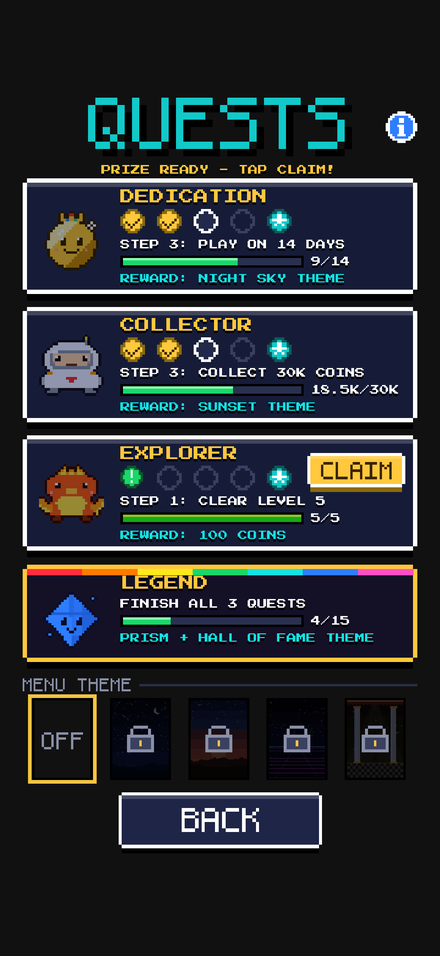 QUESTS
i
PRIZE READY - TAP CLAIM!
DEDICATION
STEP 3: PLAY ON 14 DAYS
9/14
REWARD: NIGHT SKY THEME
COLLECTOR
STEP 3: COLLECT 30K COINS
18.5K/30K
REWARD: SUNSET THEME
EXPLORER
!
CLAIM
STEP 1: CLEAR LEVEL 5
5/5
REWARD: 100 COINS
LEGEND
FINISH ALL 3 QUESTS
4/15
PRISM + HALL OF FAME THEME
MENU THEME
OFF
BACK